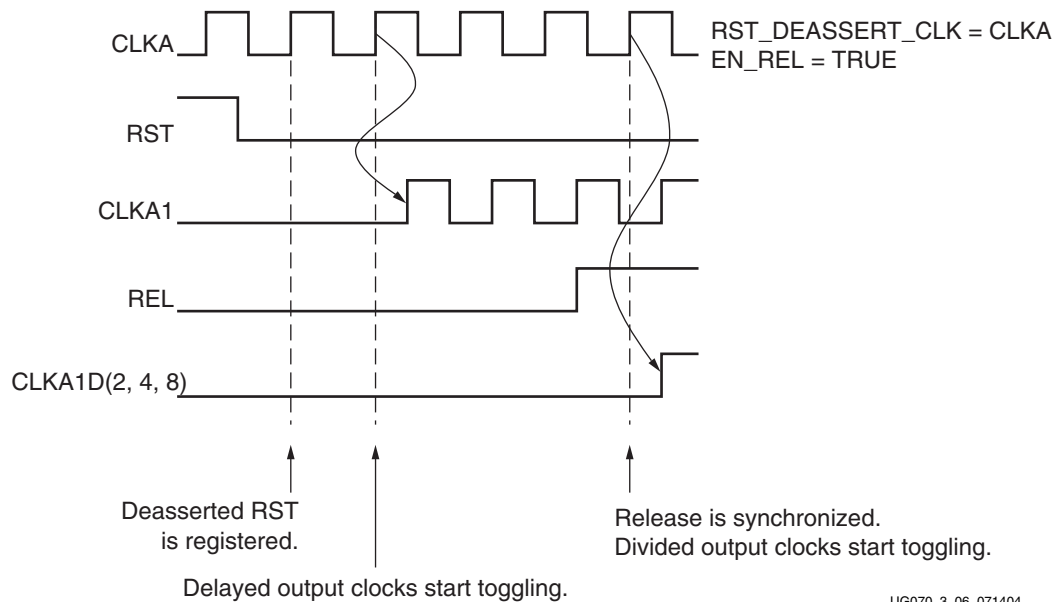 CLKA
RST_DEASSERT_CLK = CLKA
EN_REL = TRUE
RST
CLKA1
REL
CLKA1D(2, 4, 8)
Deasserted RST
is registered.
Release is synchronized.
Divided output clocks start toggling.
Delayed output clocks start toggling.
UG070_3_06_071404